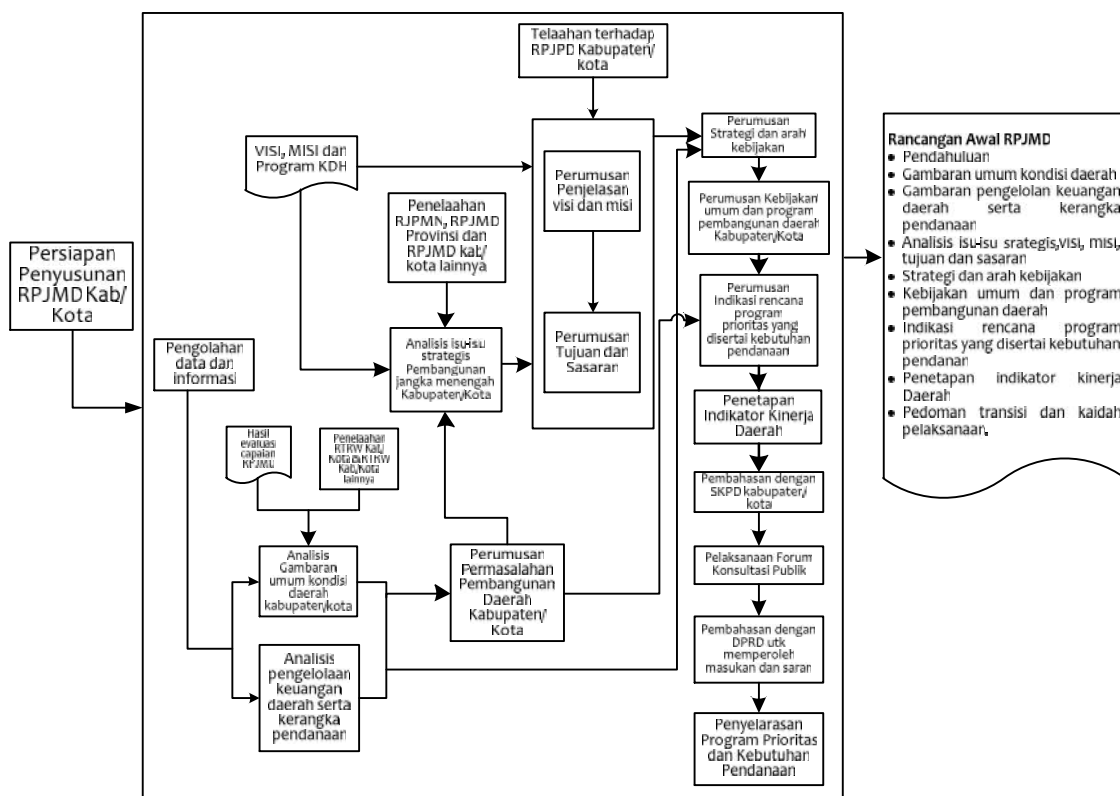 Persiapan
Penyusunan
RPJMD Kab/
Kota
Telaahan terhadap
RPJPD Kabupaten/
kota
VISI, MISI dan
Program KDH
Penelaahan
RJPMN, RPJMD
Provinsi dan
RPJMD kab/
kota lainnya
Perumusan
Penjelasan
visi dan misi
Perumusan
Tujuan dan
Sasaran
Pengolahan
data dan
informasi
Analisis isu-isu
strategis
Pembangunan
jangka menengah
Kabupaten/Kota
Hasil
evaluasi
capaian
RPJMD
Penelaahan
RTRW Kab/
Kota & RTRW
Kab/Kota
lainnya
Analisis
Gambaran
umum kondisi
daerah
kabupaten/kota
Analisis
pengelolaan
keuangan
daerah serta
kerangka
pendanaan
Perumusan
Permasalahan
Pembangunan
Daerah
Kabupaten/
Kota
Perumusan
Strategi dan arah
kebijakan
Perumusan Kebijakan
umum dan program
pembangunan daerah
Kabupaten/Kota
Perumusan
Indikasi rencana
program
prioritas yang
disertai kebutuhan
pendanaan
Penetapan
Indikator Kinerja
Daerah
Pembahasan dengan
SKPD kabupaten/
kota
Pelaksanaan Forum
Konsultasi Publik
Pembahasan dengan
DPRD utk
memperoleh
masukan dan saran
Penyelarasan
Program Prioritas
dan Kebutuhan
Pendanaan
Rancangan Awal RPJMD
• Pendahuluan
• Gambaran umum kondisi daerah
• Gambaran pengelolan keuangan
daerah serta kerangka
pendanaan
• Analisis isu-isu srategis,visi, misi,
tujuan dan sasaran
• Strategi dan arah kebijakan
• Kebijakan umum dan program
pembangunan daerah
• Indikasi rencana program
prioritas yang disertai kebutuhan
pendanan
• Penetapan indikator kinerja
Daerah
• Pedoman transisi dan kaidah
pelaksanaan.